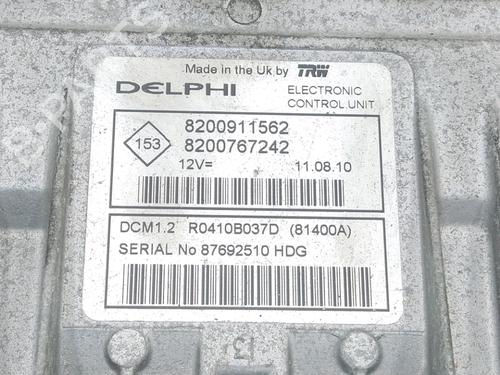 Made in the Uk by TRW
DELPHI
ELECTRONIC
CONTROL UNIT
153
8200911562
8200767242
12V=
11.08.10
DCM1.2 R0410B037D (81400A)
SERIAL No 87692510 HDG